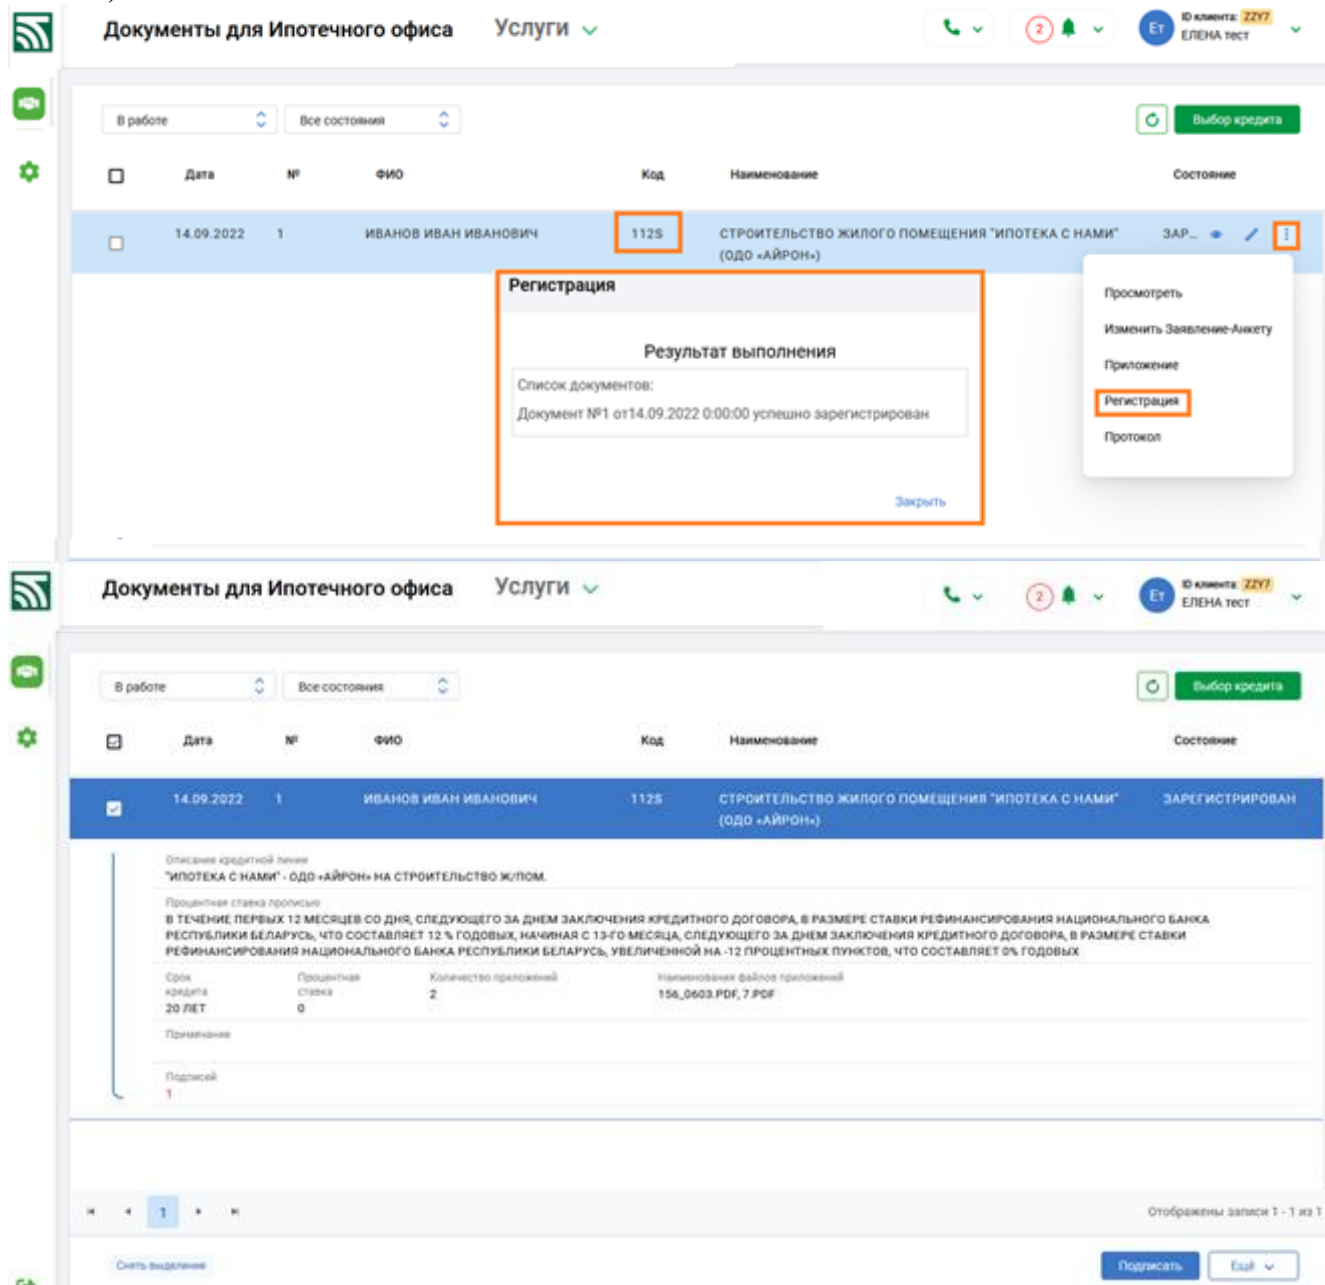 Документы для Ипотечного офиса Услуги
2
Ет
ID клиента: ZZY7
ЕЛЕНА тест
В работе Все состояния Выбор кредита
Дата № ФИО Код Наименование Состояние
14.09.2022 1 ИВАНОВ ИВАН ИВАНОВИЧ 112S СТРОИТЕЛЬСТВО ЖИЛОГО ПОМЕЩЕНИЯ "ИПОТЕКА С НАМИ" ЗАР...
(ОДО «АЙРОН»)
Регистрация
Результат выполнения
Список документов:
Документ №1 от14.09.2022 0:00:00 успешно зарегистрирован
Закрыть
Просмотреть
Изменить Заявление-Анкету
Приложение
Регистрация
Протокол
Документы для Ипотечного офиса Услуги
2
Ет
ID клиента: ZZY7
ЕЛЕНА тест
В работе Все состояния Выбор кредита
Дата № ФИО Код Наименование Состояние
14.09.2022 1 ИВАНОВ ИВАН ИВАНОВИЧ 112S СТРОИТЕЛЬСТВО ЖИЛОГО ПОМЕЩЕНИЯ "ИПОТЕКА С НАМИ" ЗАРЕГИСТРИРОВАН
(ОДО «АЙРОН»)
Описание кредитной линии
"ИПОТЕКА С НАМИ" - ОДО «АЙРОН» НА СТРОИТЕЛЬСТВО Ж/ПОМ.
Процентная ставка прописью
В ТЕЧЕНИЕ ПЕРВЫХ 12 МЕСЯЦЕВ СО ДНЯ, СЛЕДУЮЩЕГО ЗА ДНЕМ ЗАКЛЮЧЕНИЯ КРЕДИТНОГО ДОГОВОРА, В РАЗМЕРЕ СТАВКИ РЕФИНАНСИРОВАНИЯ НАЦИОНАЛЬНОГО БАНКА
РЕСПУБЛИКИ БЕЛАРУСЬ, ЧТО СОСТАВЛЯЕТ 12 % ГОДОВЫХ, НАЧИНАЯ С 13-ГО МЕСЯЦА, СЛЕДУЮЩЕГО ЗА ДНЕМ ЗАКЛЮЧЕНИЯ КРЕДИТНОГО ДОГОВОРА, В РАЗМЕРЕ СТАВКИ
РЕФИНАНСИРОВАНИЯ НАЦИОНАЛЬНОГО БАНКА РЕСПУБЛИКИ БЕЛАРУСЬ, УВЕЛИЧЕННОЙ НА -12 ПРОЦЕНТНЫХ ПУНКТОВ, ЧТО СОСТАВЛЯЕТ 0% ГОДОВЫХ
Срок Процентная Количество приложений Наименования файлов приложений
кредита ставка 2 156_0603.PDF, 7.PDF
20 ЛЕТ 0
Примечание
Подписей
1
1 Отображены записи 1 - 1 из 1
Снять выделение Подписать Ещё